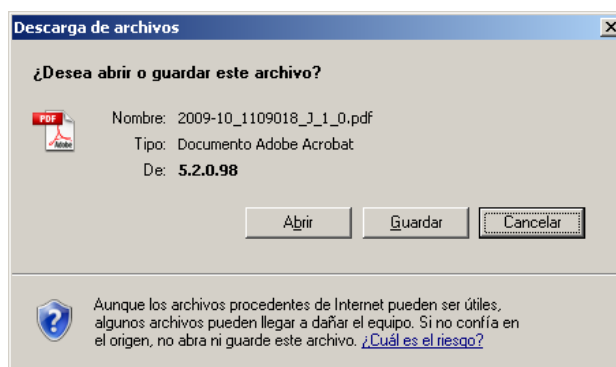 Descarga de archivos
¿Desea abrir o guardar este archivo?
PDF
Adobe
Nombre: 2009-10_1109018_J_1_0.pdf
Tipo: Documento Adobe Acrobat
De: 5.2.0.98
Abrir Guardar Cancelar
Aunque los archivos procedentes de Internet pueden ser útiles,
algunos archivos pueden llegar a dañar el equipo. Si no confía en
el origen, no abra ni guarde este archivo. ¿Cuál es el riesgo?